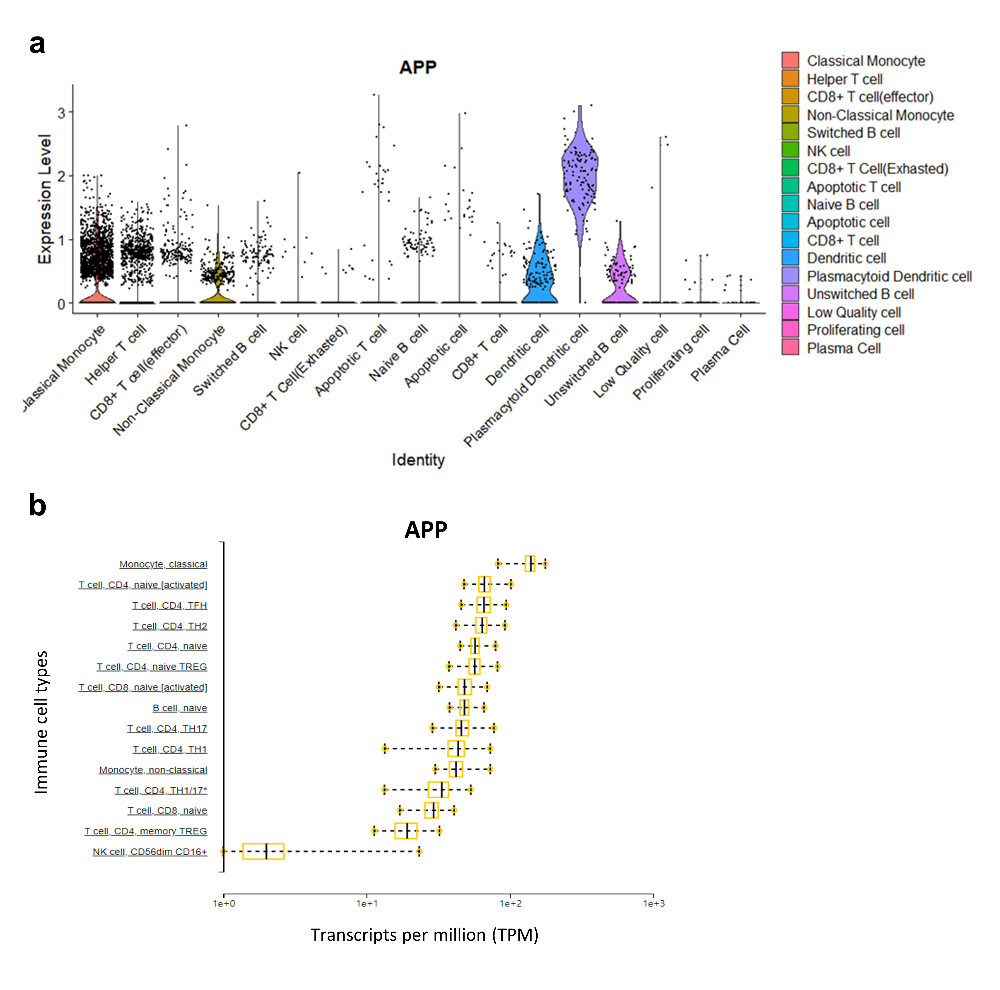 a
APP
Expression Level
3
2
1
0
lassical Monocyte
Helper T cell
CD8+ T cell(effector)
Non-Classical Monocyte
Switched B cell
NK cell
CD8+ T Cell(Exhasted)
Apoptotic T cell
Naive B cell
Apoptotic cell
CD8+ T cell
Dendritic cell
Plasmacytoid Dendritic cell
Unswitched B cell
Low Quality cell
Proliferating cell
Plasma Cell
Identity
Classical Monocyte
Helper T cell
CD8+ T cell(effector)
Non-Classical Monocyte
Switched B cell
NK cell
CD8+ T Cell(Exhasted)
Apoptotic T cell
Naive B cell
Apoptotic cell
CD8+ T cell
Dendritic cell
Plasmacytoid Dendritic cell
Unswitched B cell
Low Quality cell
Proliferating cell
Plasma Cell
b
APP
Immune cell types
Monocyte, classical
T cell, CD4, naive [activated]
T cell, CD4, TFH
T cell, CD4, TH2
T cell, CD4, naive
T cell, CD4, naive TREG
T cell, CD8, naive [activated]
B cell, naive
T cell, CD4, TH17
T cell, CD4, TH1
Monocyte, non-classical
T cell, CD4, TH1/17*
T cell, CD8, naive
T cell, CD4, memory TREG
NK cell, CD56dim CD16+
1e+0 1e+1 1e+2 1e+3
Transcripts per million (TPM)